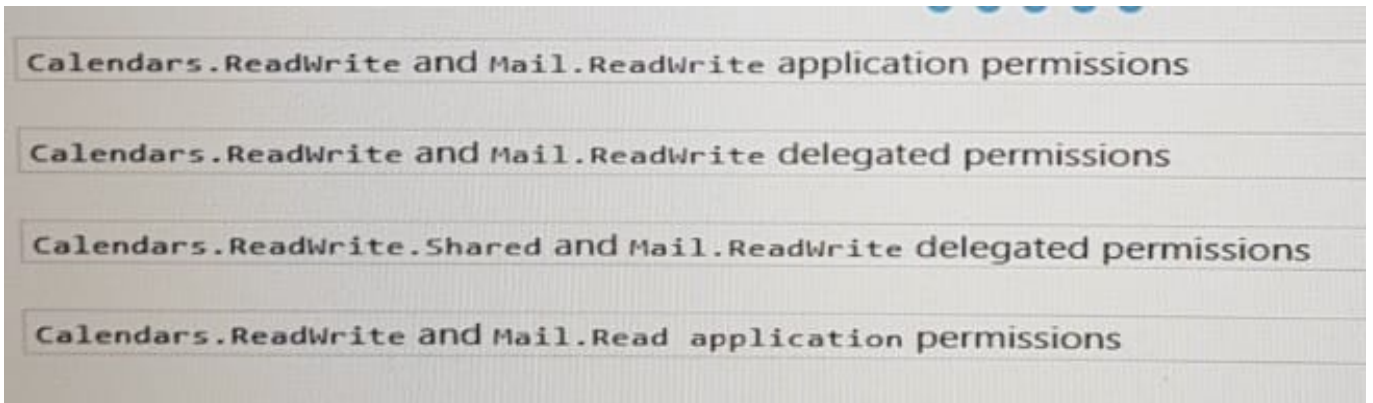 Calendars.ReadWrite and Mail.ReadWrite application permissions
Calendars.ReadWrite and Mail.ReadWrite delegated permissions
Calendars.ReadWrite.Shared and Mail.ReadWrite delegated permissions
Calendars.ReadWrite and Mail.Read application permissions